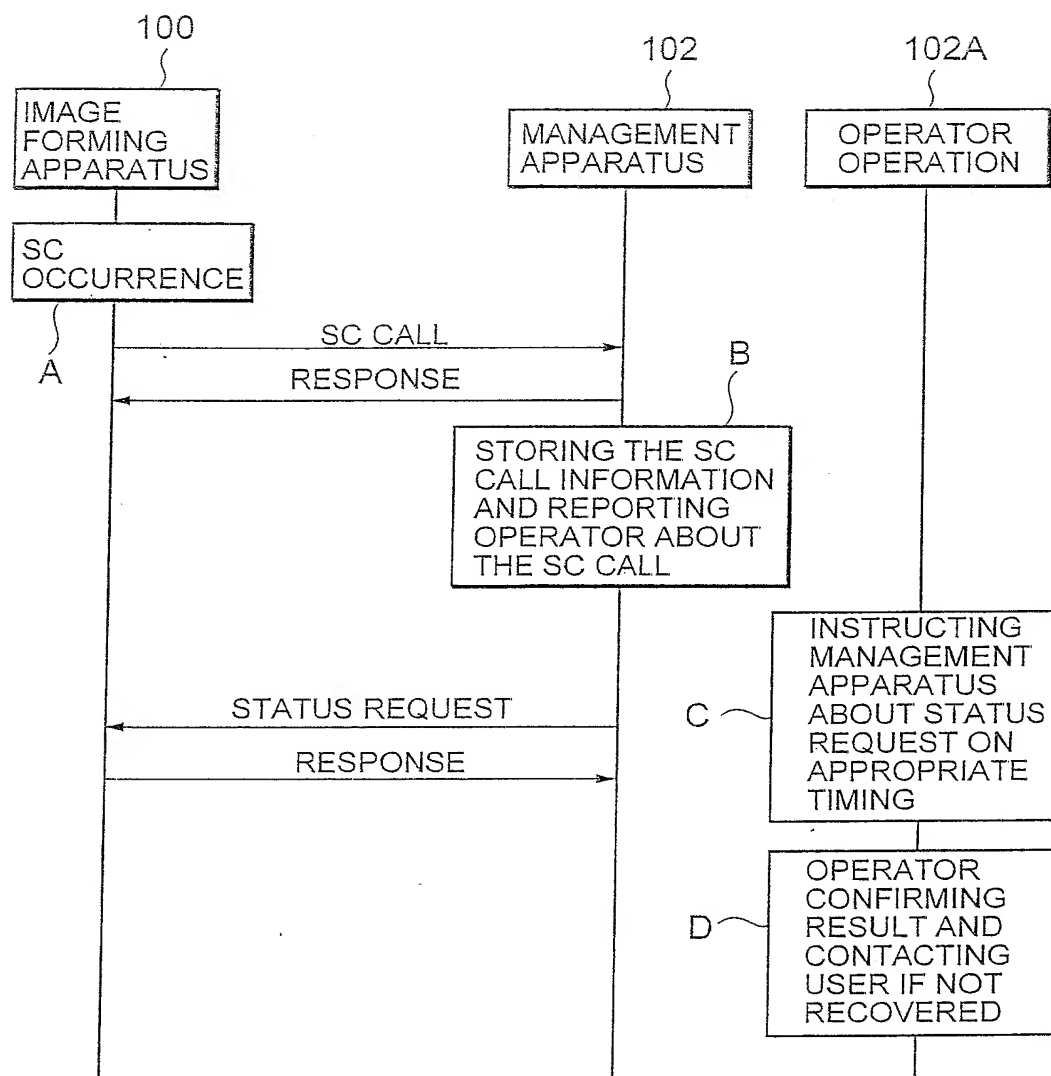 100
102
102A
IMAGE
FORMING
APPARATUS
MANAGEMENT
APPARATUS
OPERATOR
OPERATION
SC
OCCURRENCE
A
SC CALL
RESPONSE
B
STORING THE SC
CALL INFORMATION
AND REPORTING
OPERATOR ABOUT
THE SC CALL
STATUS REQUEST
RESPONSE
C
INSTRUCTING
MANAGEMENT
APPARATUS
ABOUT STATUS
REQUEST ON
APPROPRIATE
TIMING
D
OPERATOR
CONFIRMING
RESULT AND
CONTACTING
USER IF NOT
RECOVERED